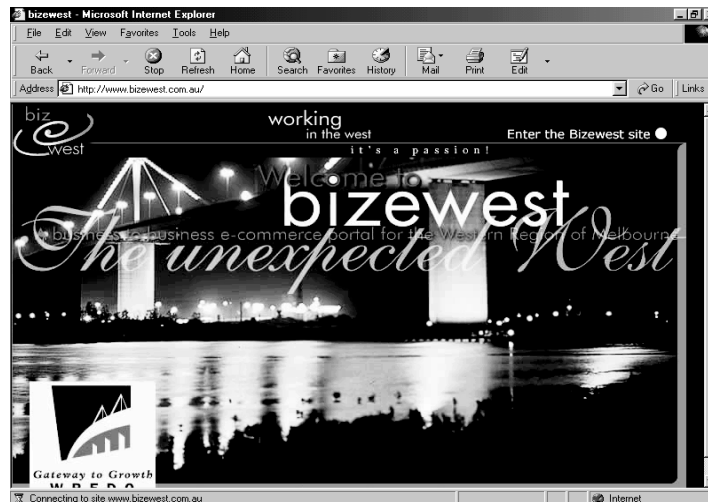 bizewest - Microsoft Internet Explorer
File Edit View Favorites Tools Help
Back Forward Stop Refresh Home Search Favorites History Mail Print Edit
Address http://www.bizewest.com.au/ Go Links
biz
e
west
working
in the west
it's a passion!
Enter the Bizewest site
Welcome to
bizewest
A business to business e-commerce portal for the Western Region of Melbourne
The unexpected West
Gateway to Growth
WREDO
Connecting to site www.bizewest.com.au Internet